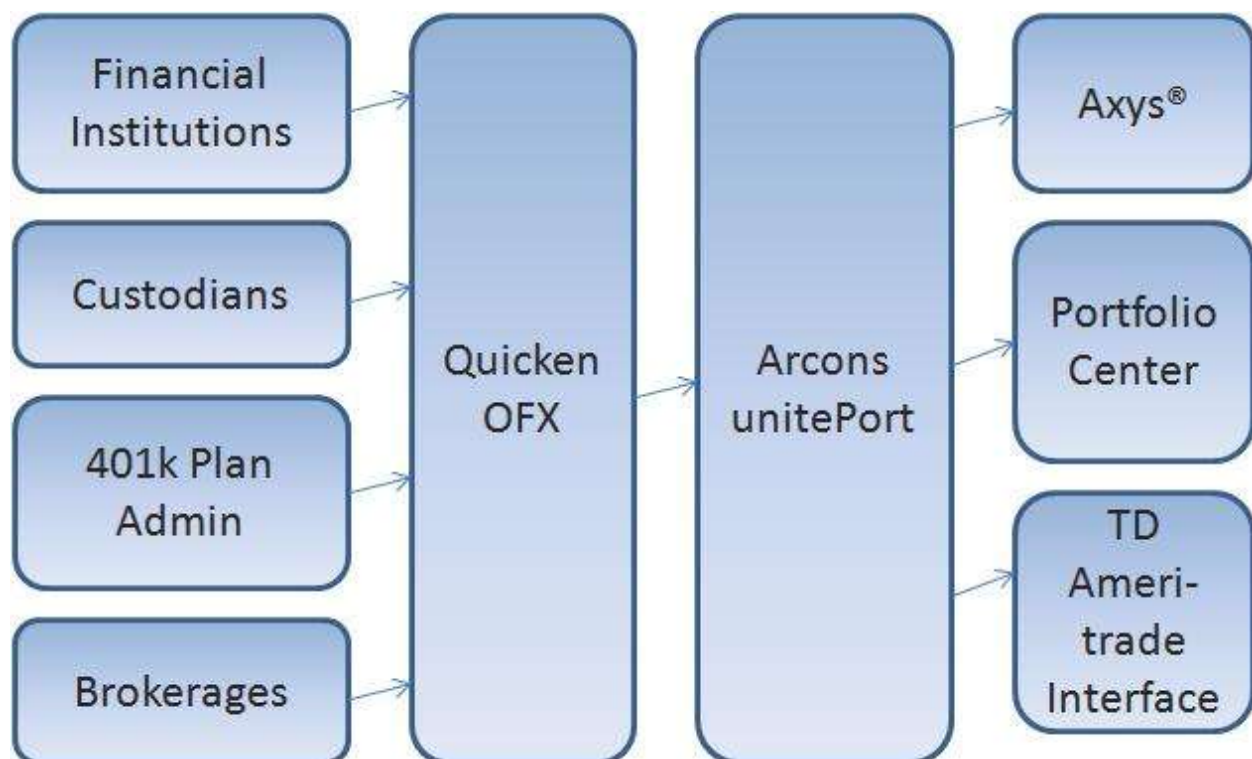 Financial
Institutions
Custodians
401k Plan
Admin
Brokerages
Quicken
OFX
Arcons
unitePort
Axys®
Portfolio
Center
TD
Ameri-
trade
Interface